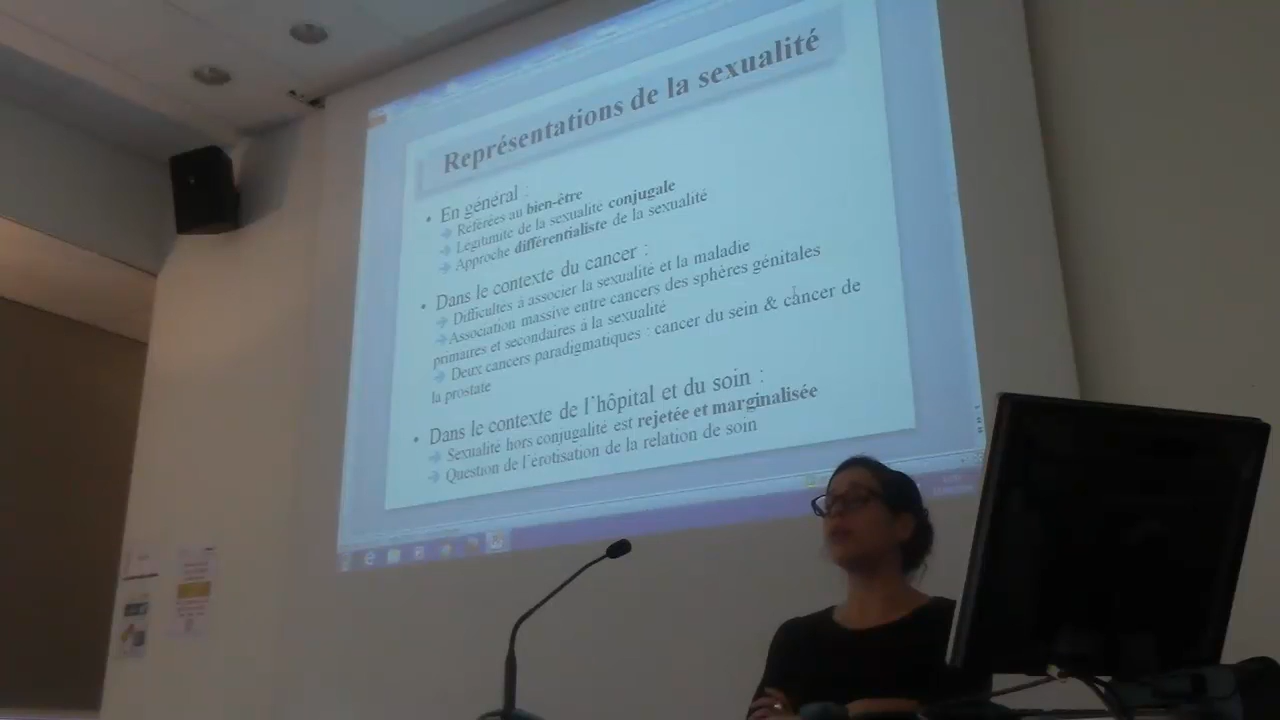 Représentations de la sexualité
• En général :
Référées au bien-être
Légitimité de la sexualité conjugale
Approche différentialiste de la sexualité
• Dans le contexte du cancer :
Difficultés à associer la sexualité et la maladie
Association massive entre cancers des sphères génitales
primaires et secondaires à la sexualité
Deux cancers paradigmatiques : cancer du sein & cancer de
la prostate
• Dans le contexte de l'hôpital et du soin :
Sexualité hors conjugalité est rejetée et marginalisée
Question de l'érotisation de la relation de soin